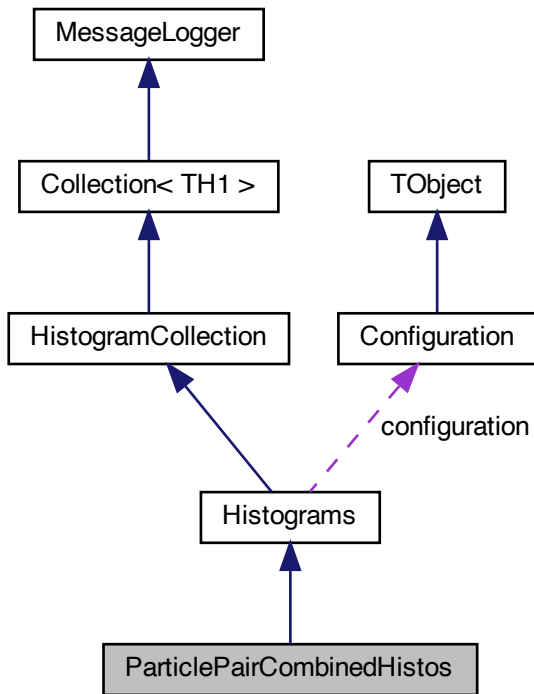 MessageLogger
Collection< TH1 >
TObject
HistogramCollection
Configuration
configuration
Histograms
ParticlePairCombinedHistos